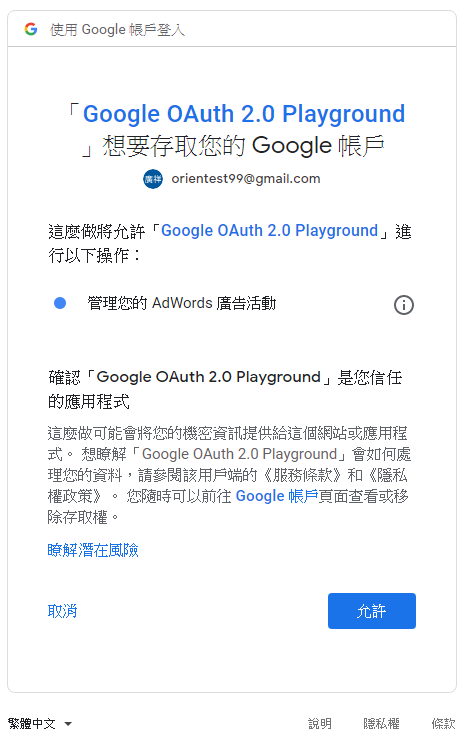 使用 Google 帳戶登入
「Google OAuth 2.0 Playground
」想要存取您的 Google 帳戶
廣祥 orientest99@gmail.com
這麼做將允許「Google OAuth 2.0 Playground」進
行以下操作：
管理您的 AdWords 廣告活動
確認「Google OAuth 2.0 Playground」是您信任
的應用程式
這麼做可能會將您的機密資訊提供給這個網站或應用程
式。 想瞭解「Google OAuth 2.0 Playground」會如何處
理您的資料，請參閱該用戶端的《服務條款》和《隱私
權政策》。 您隨時可以前往 Google 帳戶頁面查看或移
除存取權。
瞭解潛在風險
取消 允許
繁體中文 說明 隱私權 條款